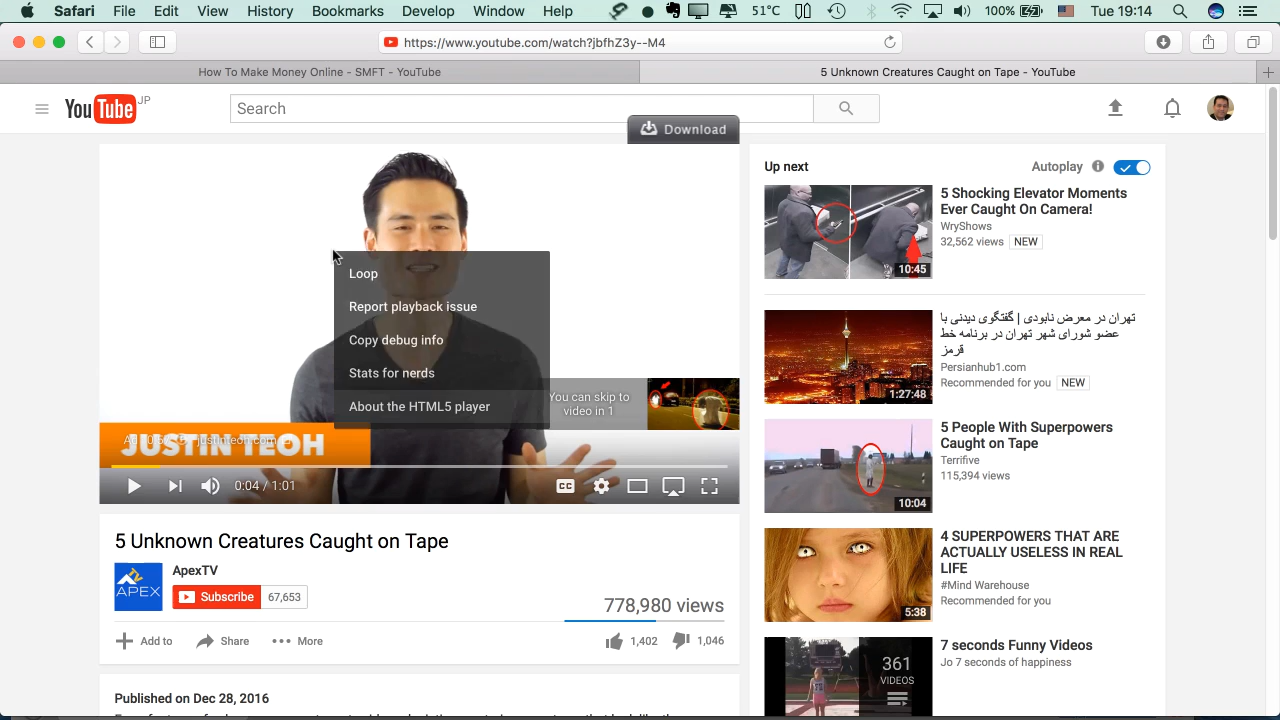 Safari File Edit View History Bookmarks Develop Window Help 51°C 100% Tue 19:14
https://www.youtube.com/watch?jbfhZ3y--M4
How To Make Money Online - SMFT - YouTube
5 Unknown Creatures Caught on Tape - YouTube
YouTube JP
Search
Download
Loop
Report playback issue
Copy debug info
Stats for nerds
About the HTML5 player
You can skip to
video in 1
JUSTIN TEOH
0:04 / 1:01
CC
5 Unknown Creatures Caught on Tape
APEX
ApexTV
Subscribe 67,653
778,980 views
Add to Share More 1,402 1,046
Published on Dec 28, 2016
Up next Autoplay
5 Shocking Elevator Moments
Ever Caught On Camera!
WryShows
32,562 views NEW
10:45
تهران در معرض نابودی | گفتگوی دیدنی با
عضو شورای شهر تهران در برنامه خط
قرمز
Persianhub1.com
Recommended for you NEW
1:27:48
5 People With Superpowers
Caught on Tape
Terrifive
115,394 views
10:04
4 SUPERPOWERS THAT ARE
ACTUALLY USELESS IN REAL
LIFE
#Mind Warehouse
Recommended for you
5:38
7 seconds Funny Videos
Jo 7 seconds of happiness
361
VIDEOS